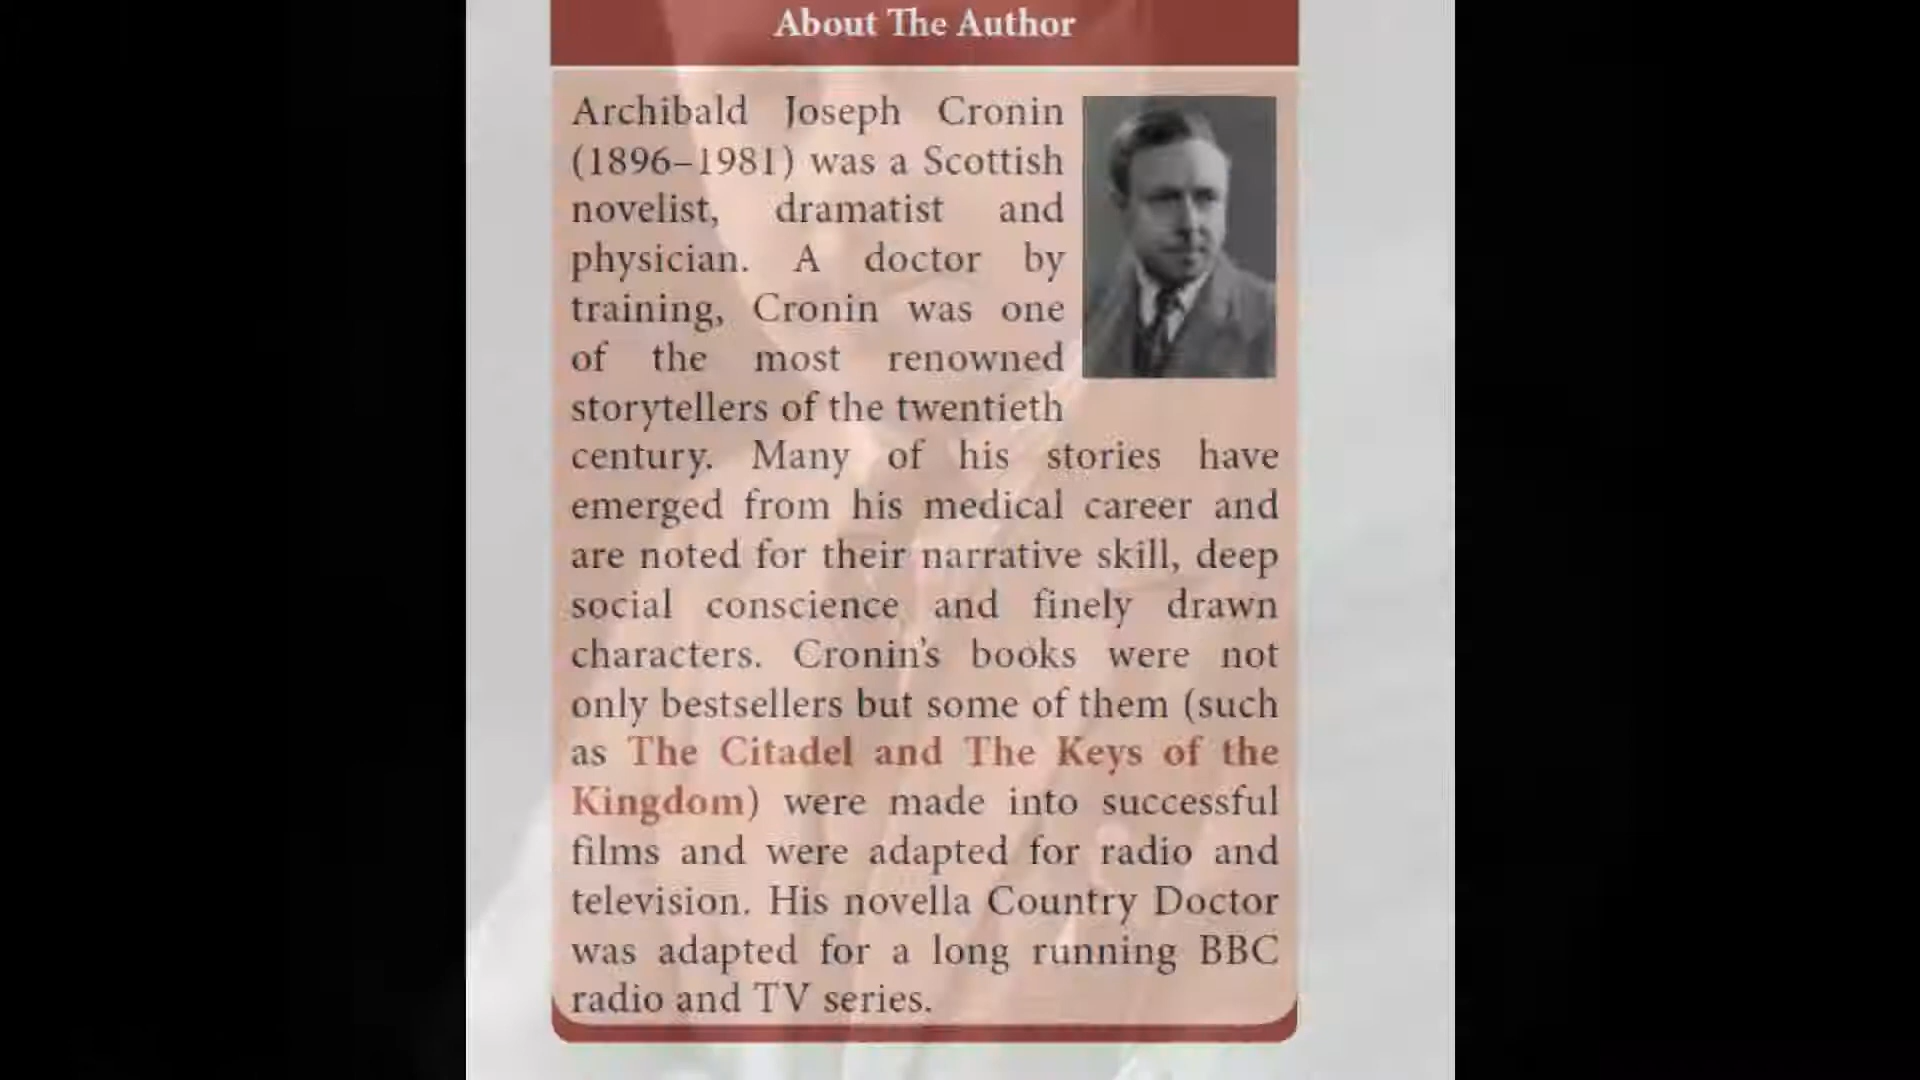 About The Author
Archibald Joseph Cronin
(1896–1981) was a Scottish
novelist, dramatist and
physician. A doctor by
training, Cronin was one
of the most renowned
storytellers of the twentieth
century. Many of his stories have
emerged from his medical career and
are noted for their narrative skill, deep
social conscience and finely drawn
characters. Cronin's books were not
only bestsellers but some of them (such
as The Citadel and The Keys of the
Kingdom) were made into successful
films and were adapted for radio and
television. His novella Country Doctor
was adapted for a long running BBC
radio and TV series.